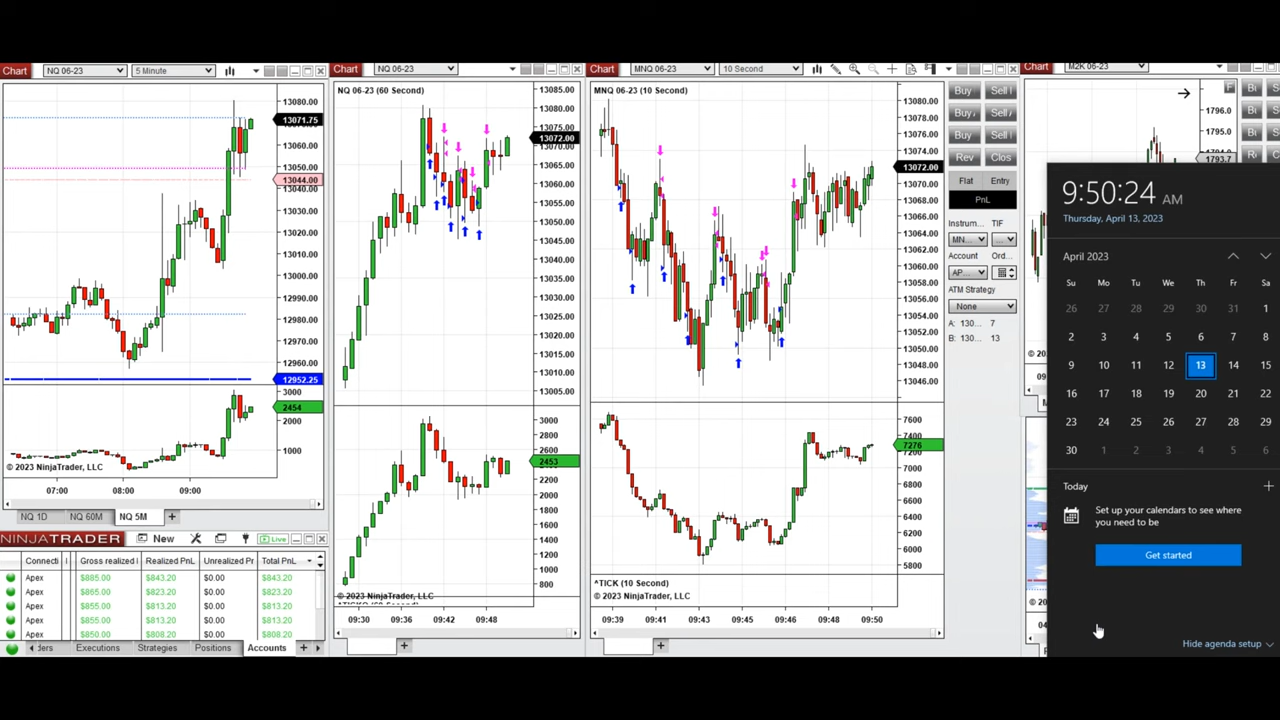 Chart
NQ 06-23
5 Minute
13080.00
13071.75
13060.00
13050.00
13044.00
13030.00
13020.00
13010.00
12990.00
12980.00
12970.00
12960.00
12952.25
3000
2454
2000
1000
© 2023 NinjaTrader, LLC
07:00 08:00 09:00
NQ 1D NQ 60M NQ 5M +
NINJATRADER New Live
Connecti Gross realized Realized PnL Unrealized Pr Total PnL
Apex $885.00 $843.20 $0.00 $843.20
Apex $865.00 $823.20 $0.00 $823.20
Apex $855.00 $813.20 $0.00 $813.20
Apex $855.00 $813.20 $0.00 $813.20
Apex $850.00 $808.20 $0.00 $808.20
ders Executions Strategies Positions Accounts +
Chart
NQ 06-23
NQ 06-23 (60 Second)
13085.00
13080.00
13075.00
13072.00
13070.00
13065.00
13060.00
13055.00
13050.00
13045.00
13040.00
13035.00
13030.00
13025.00
13020.00
13015.00
13010.00
13005.00
3000
2600
2453
2200
2000
1800
1600
1400
1200
1000
800
© 2023 NinjaTrader, LLC
09:30 09:36 09:42 09:48
+
Chart
MNQ 06-23
10 Second
MNQ 06-23 (10 Second)
13080.00
13078.00
13076.00
13074.00
13072.00
13070.00
13068.00
13066.00
13064.00
13062.00
13060.00
13058.00
13056.00
13054.00
13052.00
13050.00
13048.00
13046.00
7600
7400
7276
7200
7000
6800
6600
6400
6200
6000
5800
^TICK (10 Second)
© 2023 NinjaTrader, LLC
09:39 09:41 09:43 09:45 09:46 09:48 09:50
+
Buy Sell
Buy Sell
Buy Sell
Rev Clos
Flat Entry
PnL
Instrum... TIF
MN... ...
Account Ord...
AP...
ATM Strategy
None
A: 130... 7
B: 130... 13
Chart
M2K 06-23
F
1796.0
1795.0
1794.0
1793.7
9:50:24 AM
Thursday, April 13, 2023
April 2023
Su Mo Tu We Th Fr Sa
26 27 28 29 30 31 1
2 3 4 5 6 7 8
9 10 11 12 13 14 15
16 17 18 19 20 21 22
23 24 25 26 27 28 29
30 1 2 3 4 5 6
Today +
Set up your calendars to see where
you need to be
Get started
Hide agenda setup